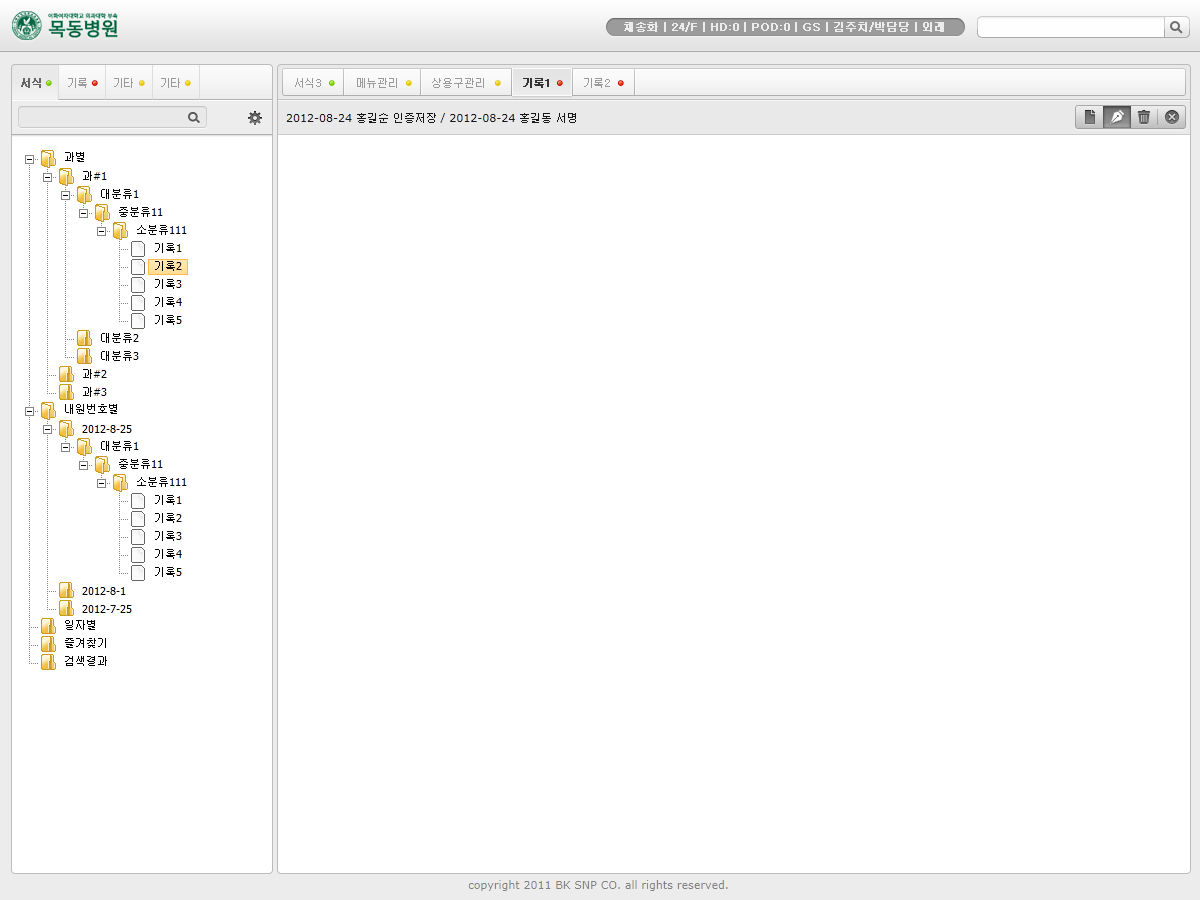 이화여자대학교 의과대학 부속
목동병원
채송화 | 24/F | HD:0 | POD:0 | GS | 김주치/박담당 | 외래
서식 기록 기타 기타
서식3 메뉴관리 상용구관리 기록1 기록2
2012-08-24 홍길순 인증저장 / 2012-08-24 홍길동 서명
과별
과#1
대분류1
중분류11
소분류111
기록1
기록2
기록3
기록4
기록5
대분류2
대분류3
과#2
과#3
내원번호별
2012-8-25
대분류1
중분류11
소분류111
기록1
기록2
기록3
기록4
기록5
2012-8-1
2012-7-25
일자별
즐겨찾기
검색결과
copyright 2011 BK SNP CO. all rights reserved.